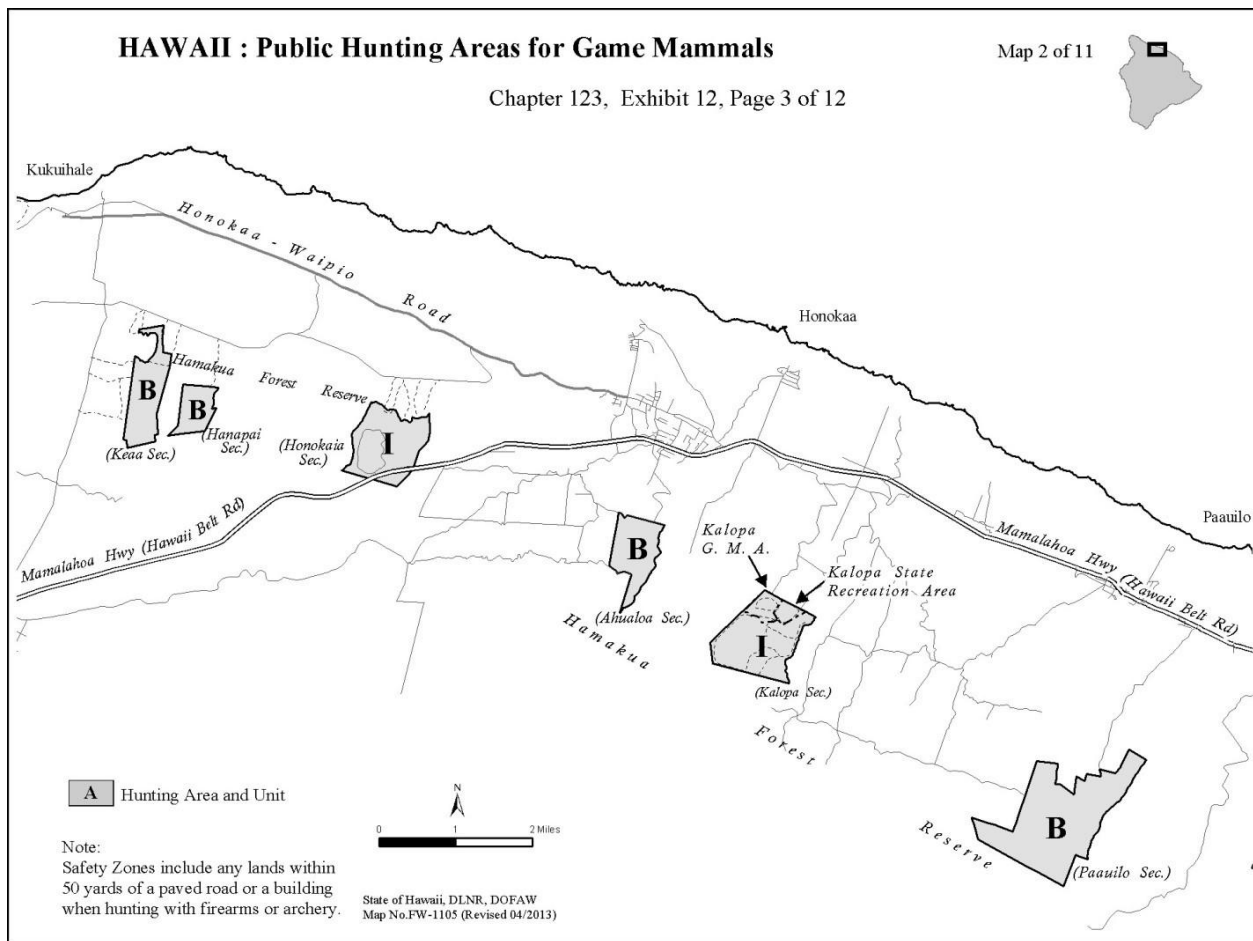 HAWAII : Public Hunting Areas for Game Mammals
Map 2 of 11
Chapter 123, Exhibit 12, Page 3 of 12
Kukuihale
Honokaa - Waipio Road
Honokaa
Paauilo
Hamakua Forest Reserve
B
B
I
(Keaa Sec.)
(Hanapai
Sec.)
(Honokaia
Sec.)
Mamalahoa Hwy (Hawaii Belt Rd)
Mamalahoa Hwy (Hawaii Belt Rd)
B
(Ahualoa Sec.)
Kalopa
G. M. A.
Kalopa State
Recreation Area
I
(Kalopa Sec.)
Hamakua Forest Reserve
B
(Paauilo Sec.)
A Hunting Area and Unit
N
0 1 2 Miles
Note:
Safety Zones include any lands within
50 yards of a paved road or a building
when hunting with firearms or archery.
State of Hawaii, DLNR, DOFAW
Map No.FW-1105 (Revised 04/2013)